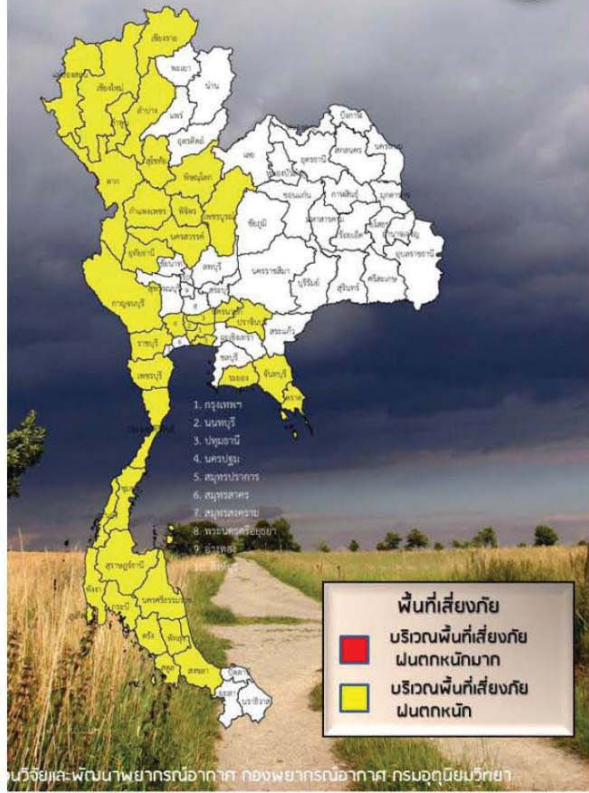 เชียงราย
พะเยา
น่าน
เชียงใหม่
ลำปาง
แพร่
อุตรดิตถ์
เลย
บึงกาฬ
สกลนคร
อุดรธานี
สุโขทัย
ตาก
พิษณุโลก
ขอนแก่น
กาฬสินธุ์
กำแพงเพชร
พิจิตร
เพชรบูรณ์
ชัยภูมิ
มหาสารคาม
ร้อยเอ็ด
นครสวรรค์
อุทัยธานี
ชัยนาท
ลพบุรี
นครราชสีมา
บุรีรัมย์
สุรินทร์
ศรีสะเกษ
อุบลราชธานี
กาญจนบุรี
สุพรรณบุรี
สระบุรี
ปราจีนบุรี
สระแก้ว
ราชบุรี
ฉะเชิงเทรา
ชลบุรี
เพชรบุรี
ระยอง
จันทบุรี
ตราด
1. กรุงเทพฯ
2. นนทบุรี
3. ปทุมธานี
4. นครปฐม
5. สมุทรปราการ
6. สมุทรสาคร
7. สมุทรสงคราม
8. พระนครศรีอยุธยา
9. อ่างทอง
สุราษฎร์ธานี
พังงา
กระบี่
นครศรีธรรมราช
ตรัง
พัทลุง
สตูล
สงขลา
ปัตตานี
ยะลา
นราธิวาส
พื้นที่เสี่ยงภัย
บริเวณพื้นที่เสี่ยงภัย
ฝนตกหนักมาก
บริเวณพื้นที่เสี่ยงภัย
ฝนตกหนัก
วนวิจัยและพัฒนาพยากรณ์อากาศ กองพยากรณ์อากาศ กรมอุตุนิยมวิทยา